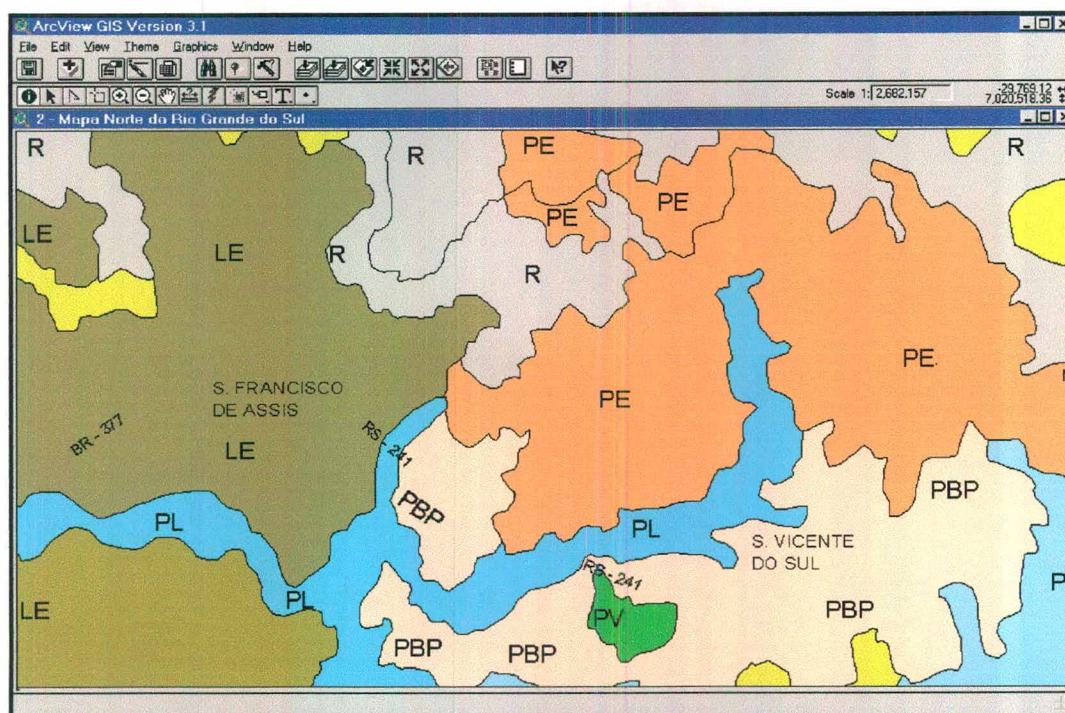 ArcView GIS Version 3.1
File Edit View Theme Graphics Window Help
Scale 1: 2,682,157
-29,769.12
7,020,518.36
2 - Mapa Norte do Rio Grande do Sul
R
R
PE
R
PE
PE
LE
LE
R
R
PE
PE
S. FRANCISCO
DE ASSIS
BR - 377
RS - 241
LE
PBP
PBP
PL
PL
S. VICENTE
DO SUL
RS - 241
PL
LE
PV
PBP
P
PBP
PBP